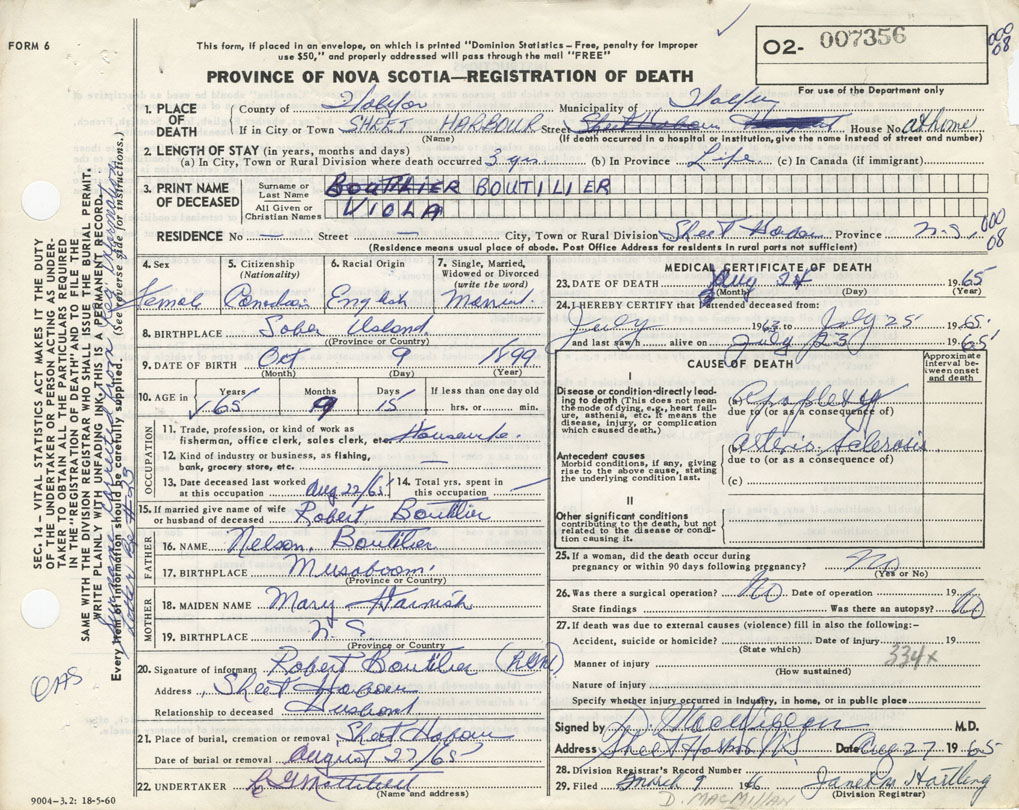 FORM 6
This form, if placed in an envelope, on which is printed "Dominion Statistics – Free, penalty for improper
use $50," and properly addressed will pass through the mail "FREE"
PROVINCE OF NOVA SCOTIA—REGISTRATION OF DEATH
O2- 007356
000
08
For use of the Department only
1. PLACE OF DEATH
County of Halifax Municipality of Halifax
If in City or Town SHEET HARBOUR Street House No. at home
(Name) (If death occurred in a hospital or institution, give the name instead of street and number)
2. LENGTH OF STAY (in years, months and days)
(a) In City, Town or Rural Division where death occurred 3 yrs. (b) In Province Life (c) In Canada (if immigrant)
3. PRINT NAME OF DECEASED
Surname or Last Name BOUTILIER
All Given or Christian Names VIOLA
RESIDENCE No — Street — City, Town or Rural Division Sheet Harbour Province N.S. 000
08
(Residence means usual place of abode. Post Office Address for residents in rural parts not sufficient)
4. Sex Female
5. Citizenship (Nationality) Canadian
6. Racial Origin English
7. Single, Married, Widowed or Divorced (write the word) Married
8. BIRTHPLACE Sober Island
(Province or Country)
9. DATE OF BIRTH Oct 9 1899
(Month) (Day) (Year)
10. AGE in Years 65 Months 9 Days 15 If less than one day old hrs. or min.
OCCUPATION
11. Trade, profession, or kind of work as fisherman, office clerk, sales clerk, etc. Housewife.
12. Kind of industry or business, as fishing, bank, grocery store, etc. —
13. Date deceased last worked at this occupation Aug 22/65
14. Total yrs. spent in this occupation —
15. If married give name of wife or husband of deceased Robert Boutilier
FATHER
16. NAME Nelson, Boutilier
17. BIRTHPLACE
(Province or Country)
MOTHER
18. MAIDEN NAME Mary Harnish
19. BIRTHPLACE N.S.
(Province or Country)
20. Signature of informant Robert Boutilier
Address Sheet Harbour
Relationship to deceased Husband
21. Place of burial, cremation or removal Sheet Harbour
Date of burial or removal August 27/65
22. UNDERTAKER
(Name and address)
9004–3.2: 18-5-60
MEDICAL CERTIFICATE OF DEATH
23. DATE OF DEATH Aug 24 1965
(Month) (Day) (Year)
24. I HEREBY CERTIFY that I attended deceased from:
July 1963 to July 25 1965
and last saw h alive on July 23 1965
CAUSE OF DEATH
Approximate interval between onset and death
I
Disease or condition directly leading to death (This does not mean the mode of dying, e.g., heart failure, asthenia, etc. It means the disease, injury, or complication which caused death.)
(a) Apoplexy
due to (or as a consequence of)
(b) Arterio Sclerosis
due to (or as a consequence of)
(c)
Antecedent causes
Morbid conditions, if any, giving rise to the above cause, stating the underlying condition last.
II
Other significant conditions contributing to the death, but not related to the disease or condition causing it.
25. If a woman, did the death occur during pregnancy or within 90 days following pregnancy? No
(Yes or No)
26. Was there a surgical operation? No Date of operation 19
State findings Was there an autopsy? No
27. If death was due to external causes (violence) fill in also the following:–
Accident, suicide or homicide? Date of injury 19
(State which)
334x
Manner of injury
(How sustained)
Nature of injury
Specify whether injury occurred in industry, in home, or in public place
Signed by M.D.
Address Sheet Harbour N.S. Date Aug 27 1965
28. Division Registrar's Record Number
29. Filed March 9 1966
(Division Registrar)
D. MACMILLAN
SEC. 14 – VITAL STATISTICS ACT MAKES IT THE DUTY
OF THE UNDERTAKER OR PERSON ACTING AS UNDER-
TAKER TO OBTAIN ALL THE PARTICULARS REQUIRED
IN THE "REGISTRATION OF DEATH" AND TO FILE THE
SAME WITH THE DIVISION REGISTRAR WHO SHALL ISSUE THE BURIAL PERMIT.
WRITE PLAINLY WITH UNFADING INK. THIS IS A PERMANENT RECORD.
Every item of information should be carefully supplied. (See reverse side for instructions.)